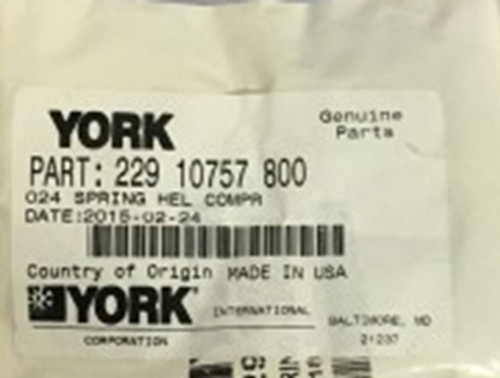 YORK
Genuine
Parts
PART: 229 10757 800
024 SPRING HEL COMPR
DATE:2015-02-24
Country of Origin MADE IN USA
YORK INTERNATIONAL BALTIMORE, MD
CORPORATION 21237